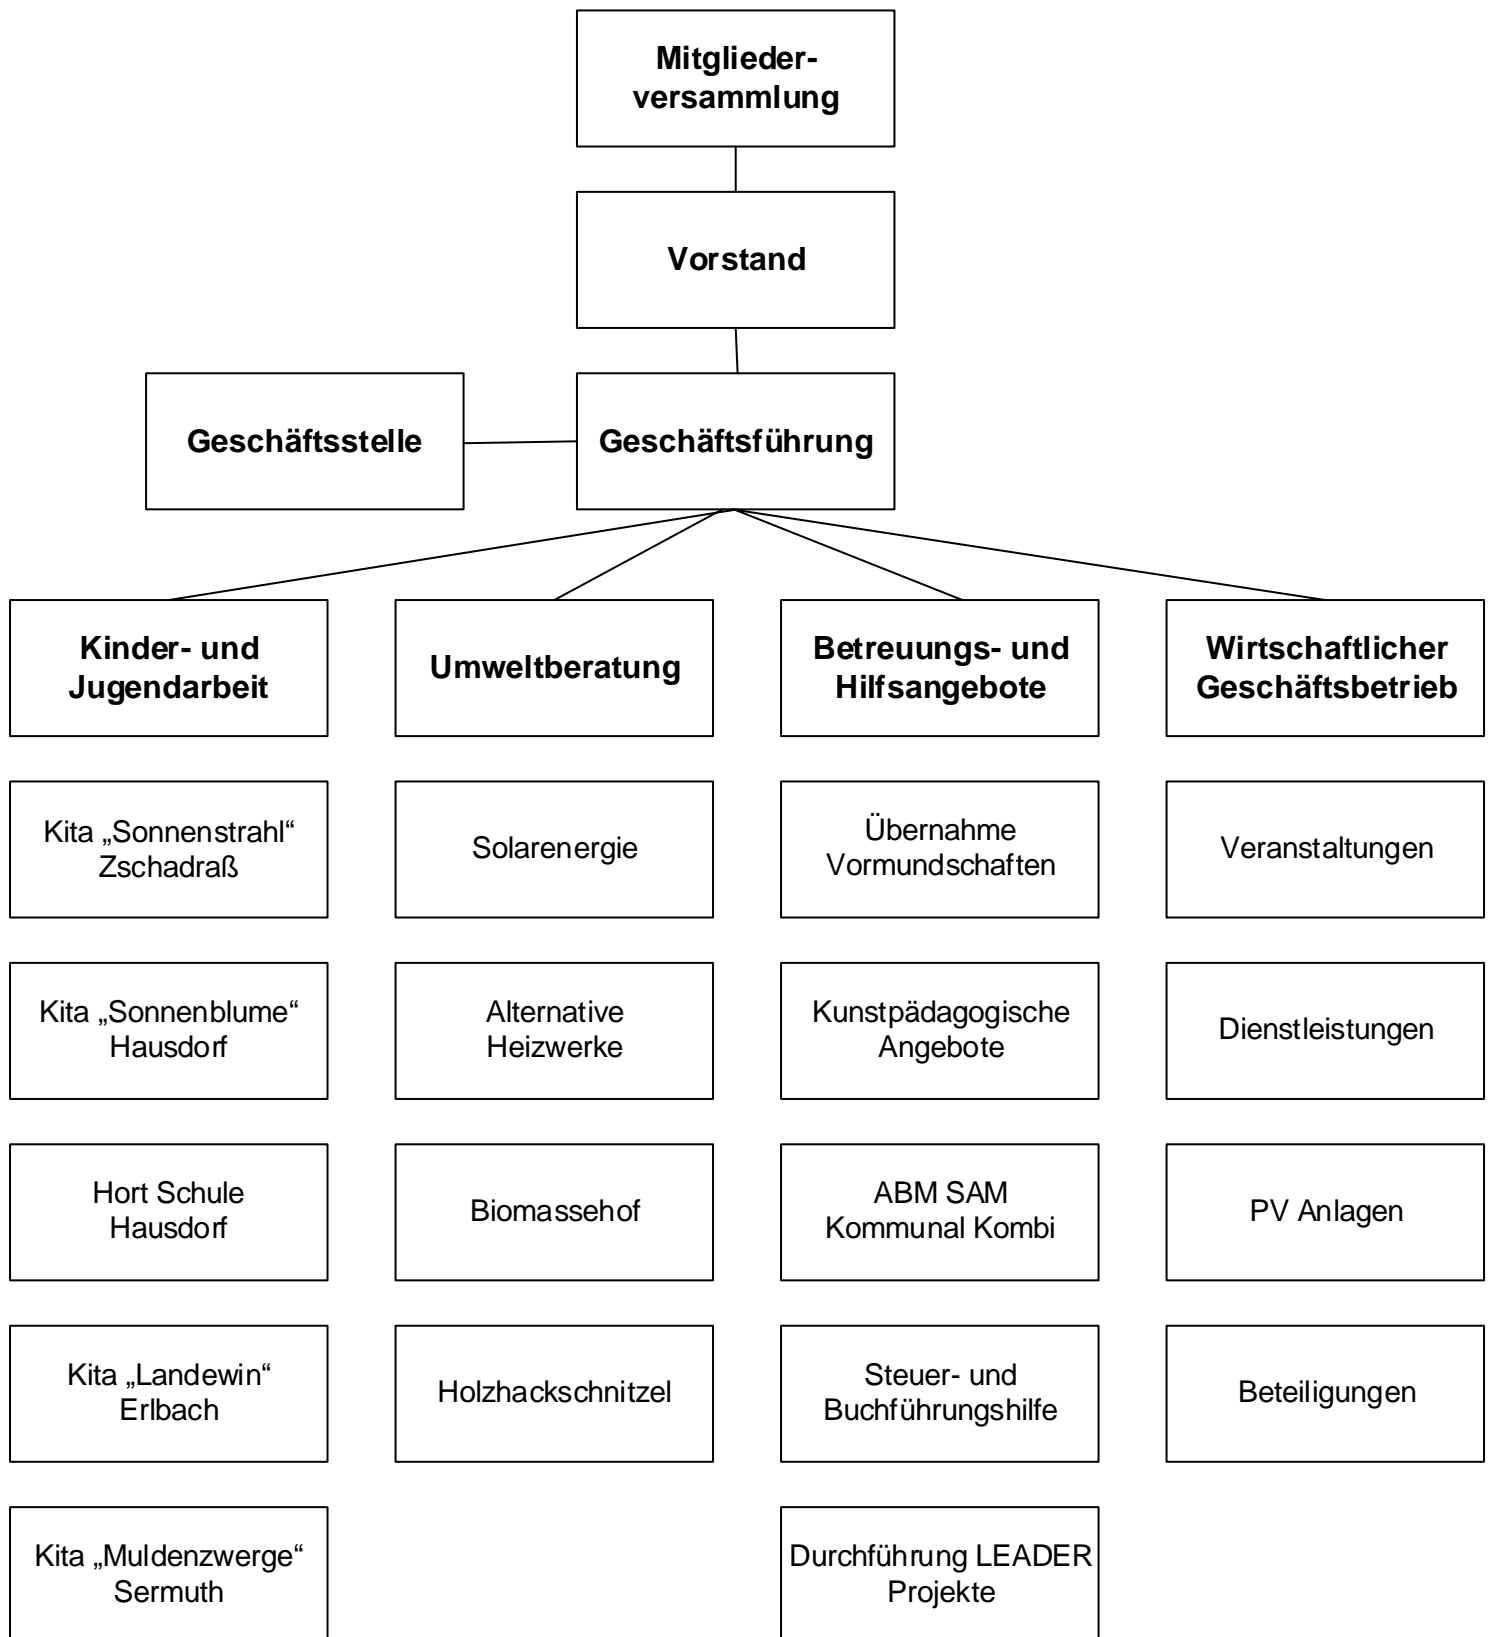 Mitglieder-
versammlung
Vorstand
Geschäftsstelle
Geschäftsführung
Kinder- und
Jugendarbeit
Umweltberatung
Betreuungs- und
Hilfsangebote
Wirtschaftlicher
Geschäftsbetrieb
Kita „Sonnenstrahl“
Zschadraß
Solarenergie
Übernahme
Vormundschaften
Veranstaltungen
Kita „Sonnenblume“
Hausdorf
Alternative
Heizwerke
Kunstpädagogische
Angebote
Dienstleistungen
Hort Schule
Hausdorf
Biomassehof
ABM SAM
Kommunal Kombi
PV Anlagen
Kita „Landewin“
Erlbach
Holzhackschnitzel
Steuer- und
Buchführungshilfe
Beteiligungen
Kita „Muldenzwerge“
Sermuth
Durchführung LEADER
Projekte